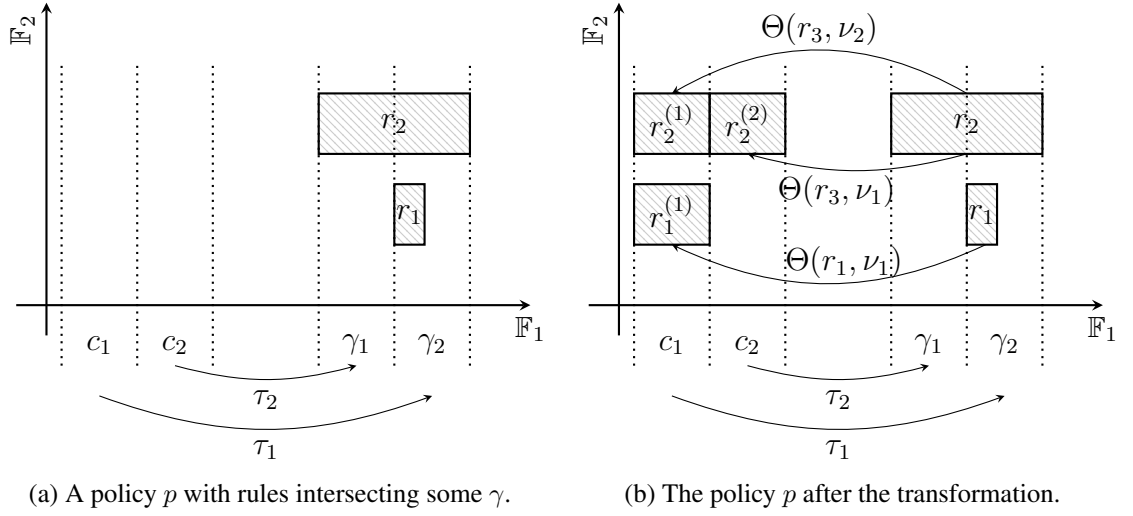 𝔽₂
r₂
r₁
𝔽₁
c₁ c₂ γ₁ γ₂
τ₂
τ₁
(a) A policy p with rules intersecting some γ.
𝔽₂
Θ(r₃, ν₂)
r₂⁽¹⁾ r₂⁽²⁾ r₂
Θ(r₃, ν₁)
r₁⁽¹⁾ r₁
Θ(r₁, ν₁)
𝔽₁
c₁ c₂ γ₁ γ₂
τ₂
τ₁
(b) The policy p after the transformation.